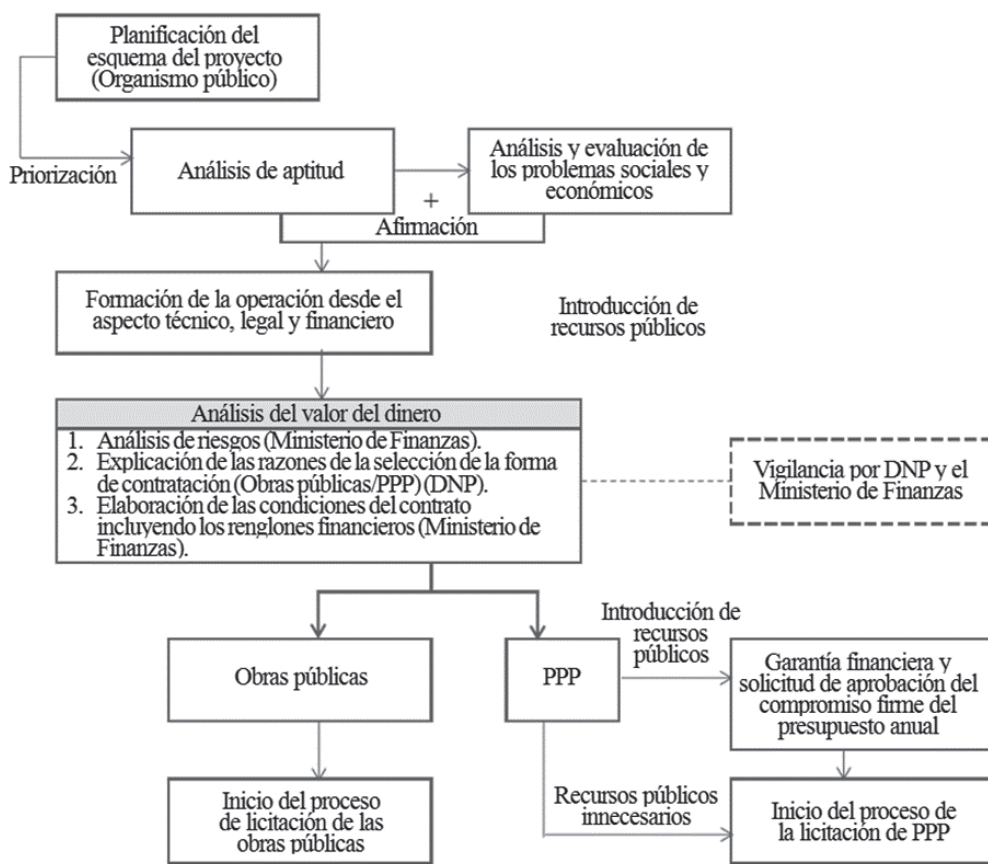 Planificación del
esquema del proyecto
(Organismo público)
Priorización
Análisis de aptitud
Análisis y evaluación de
los problemas sociales y
económicos
+
Afirmación
Formación de la operación desde el
aspecto técnico, legal y financiero
Introducción de
recursos públicos
Análisis del valor del dinero
1. Análisis de riesgos (Ministerio de Finanzas).
2. Explicación de las razones de la selección de la forma
de contratación (Obras públicas/PPP) (DNP).
3. Elaboración de las condiciones del contrato
incluyendo los renglones financieros (Ministerio de
Finanzas).
Vigilancia por DNP y el
Ministerio de Finanzas
Obras públicas
PPP
Introducción de
recursos
públicos
Garantía financiera y
solicitud de aprobación del
compromiso firme del
presupuesto anual
Inicio del proceso
de licitación de las
obras públicas
Recursos públicos
innecesarios
Inicio del proceso de
la licitación de PPP